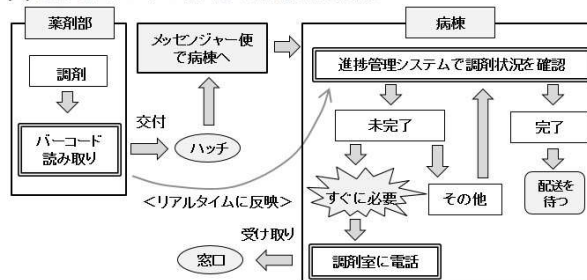 薬剤部
調剤
バーコード
読み取り
交付
ハッチ
メッセンジャー便
で病棟へ
病棟
進捗管理システムで調剤状況を確認
未完了
完了
すぐに必要
その他
配送を
待つ
<リアルタイムに反映>
受け取り
窓口
調剤室に電話